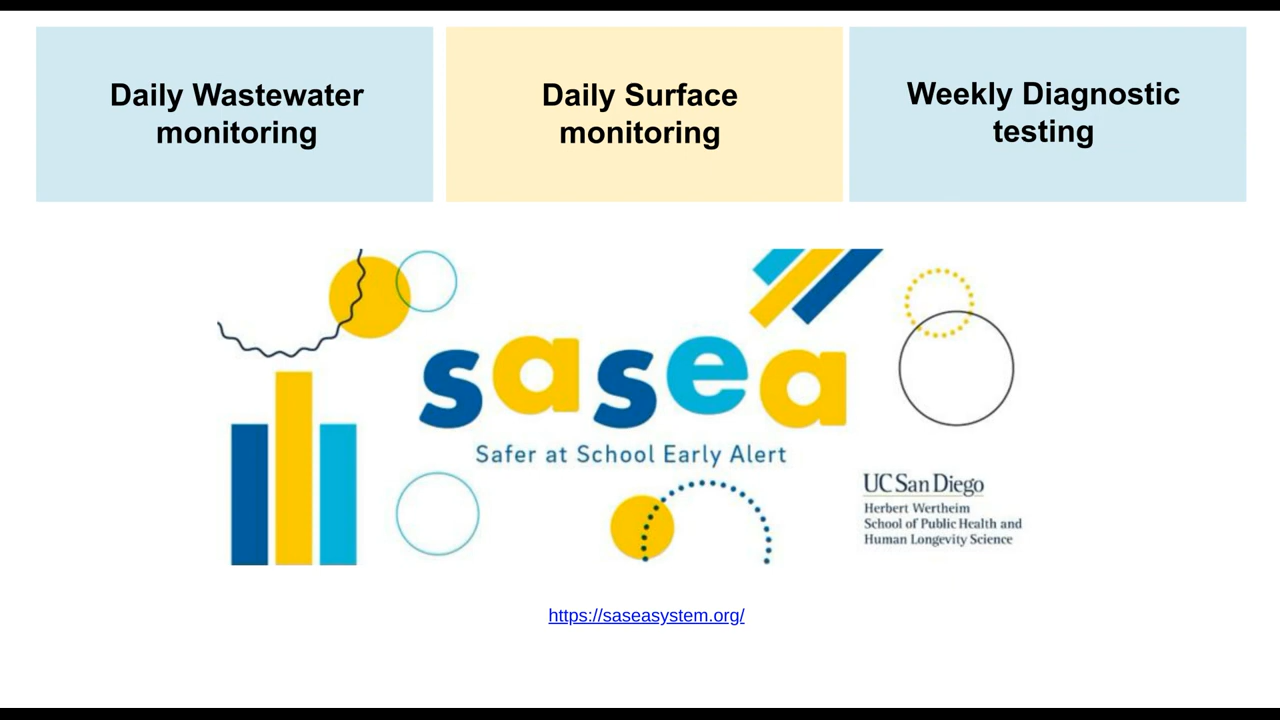 Daily Wastewater
monitoring
Daily Surface
monitoring
Weekly Diagnostic
testing
sasea
Safer at School Early Alert
UC San Diego
Herbert Wertheim
School of Public Health and
Human Longevity Science
https://saseasystem.org/